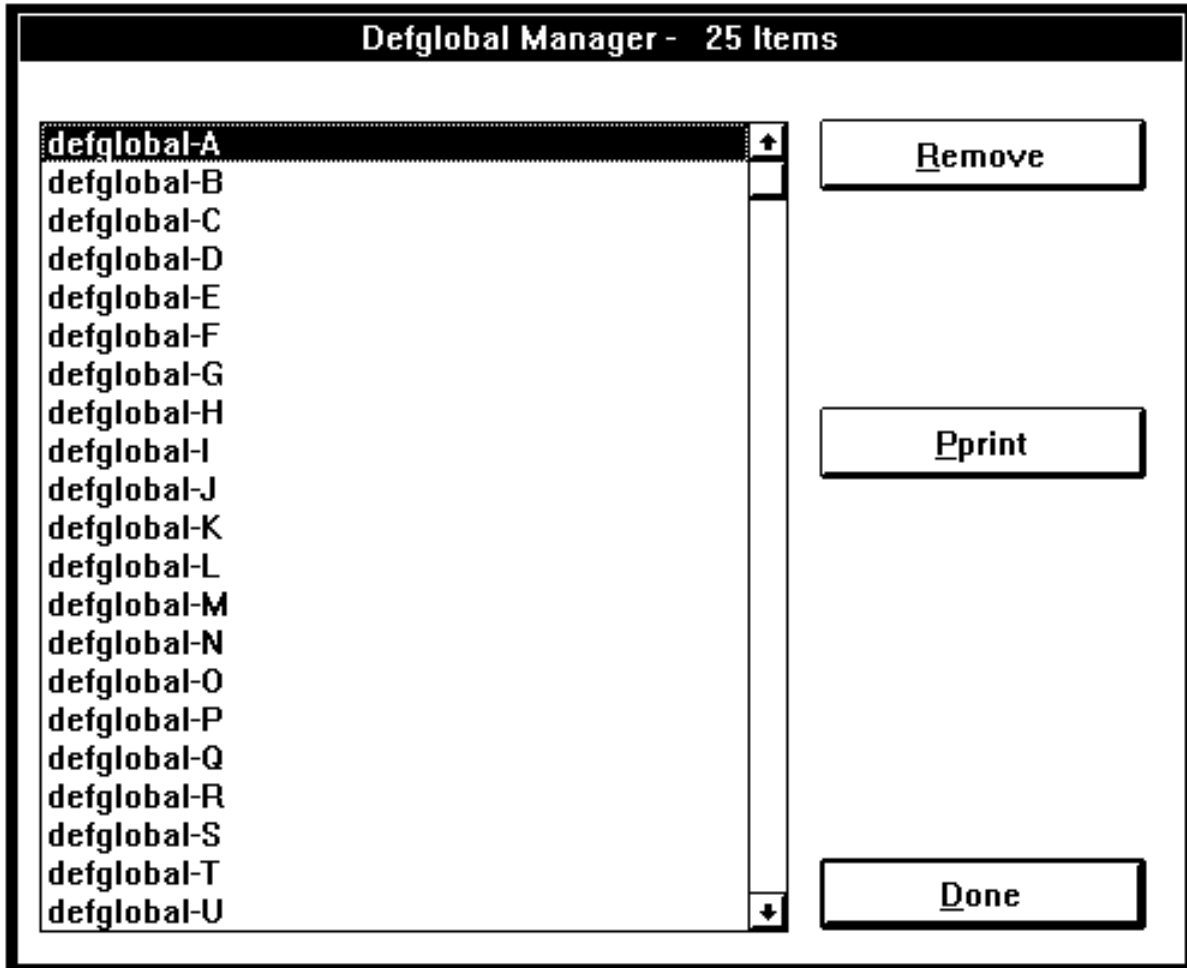 Defglobal Manager - 25 Items
defglobal-A
defglobal-B
defglobal-C
defglobal-D
defglobal-E
defglobal-F
defglobal-G
defglobal-H
defglobal-I
defglobal-J
defglobal-K
defglobal-L
defglobal-M
defglobal-N
defglobal-O
defglobal-P
defglobal-Q
defglobal-R
defglobal-S
defglobal-T
defglobal-U
Remove
Pprint
Done